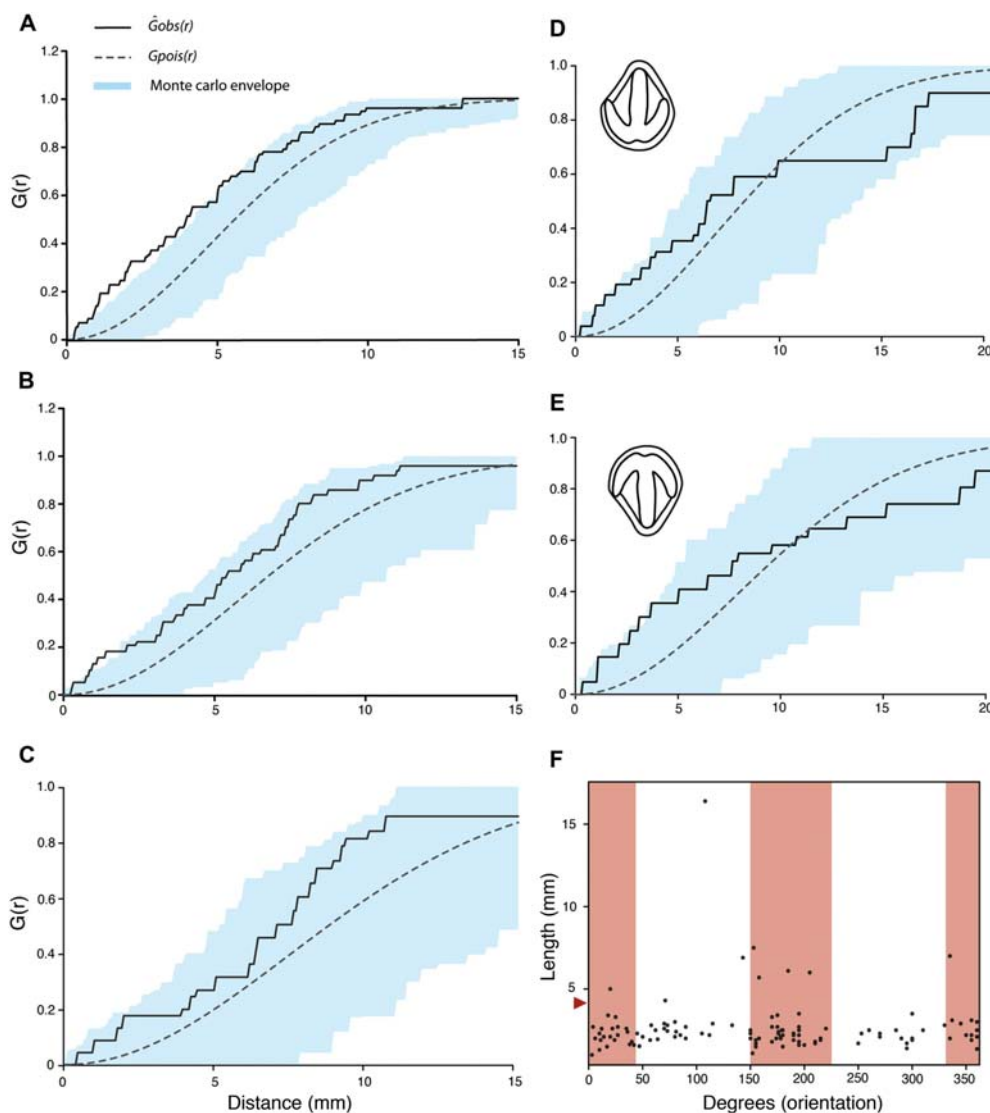 A
Ĝobs(r)
Gpois(r)
Monte carlo envelope
1.2
1.0
0.8
0.6
0.4
0.2
0
G(r)
0 5 10 15
B
1.2
1.0
0.8
0.6
0.4
0.2
0
G(r)
0 5 10 15
C
1.0
0.8
0.6
0.4
0.2
0
G(r)
0 5 10 15
Distance (mm)
D
1.0
0.8
0.6
0.4
0.2
0
0 5 10 15 20
E
1.0
0.8
0.6
0.4
0.2
0
0 5 10 15 20
F
15
10
5
Length (mm)
0 50 100 150 200 250 300 350
Degrees (orientation)